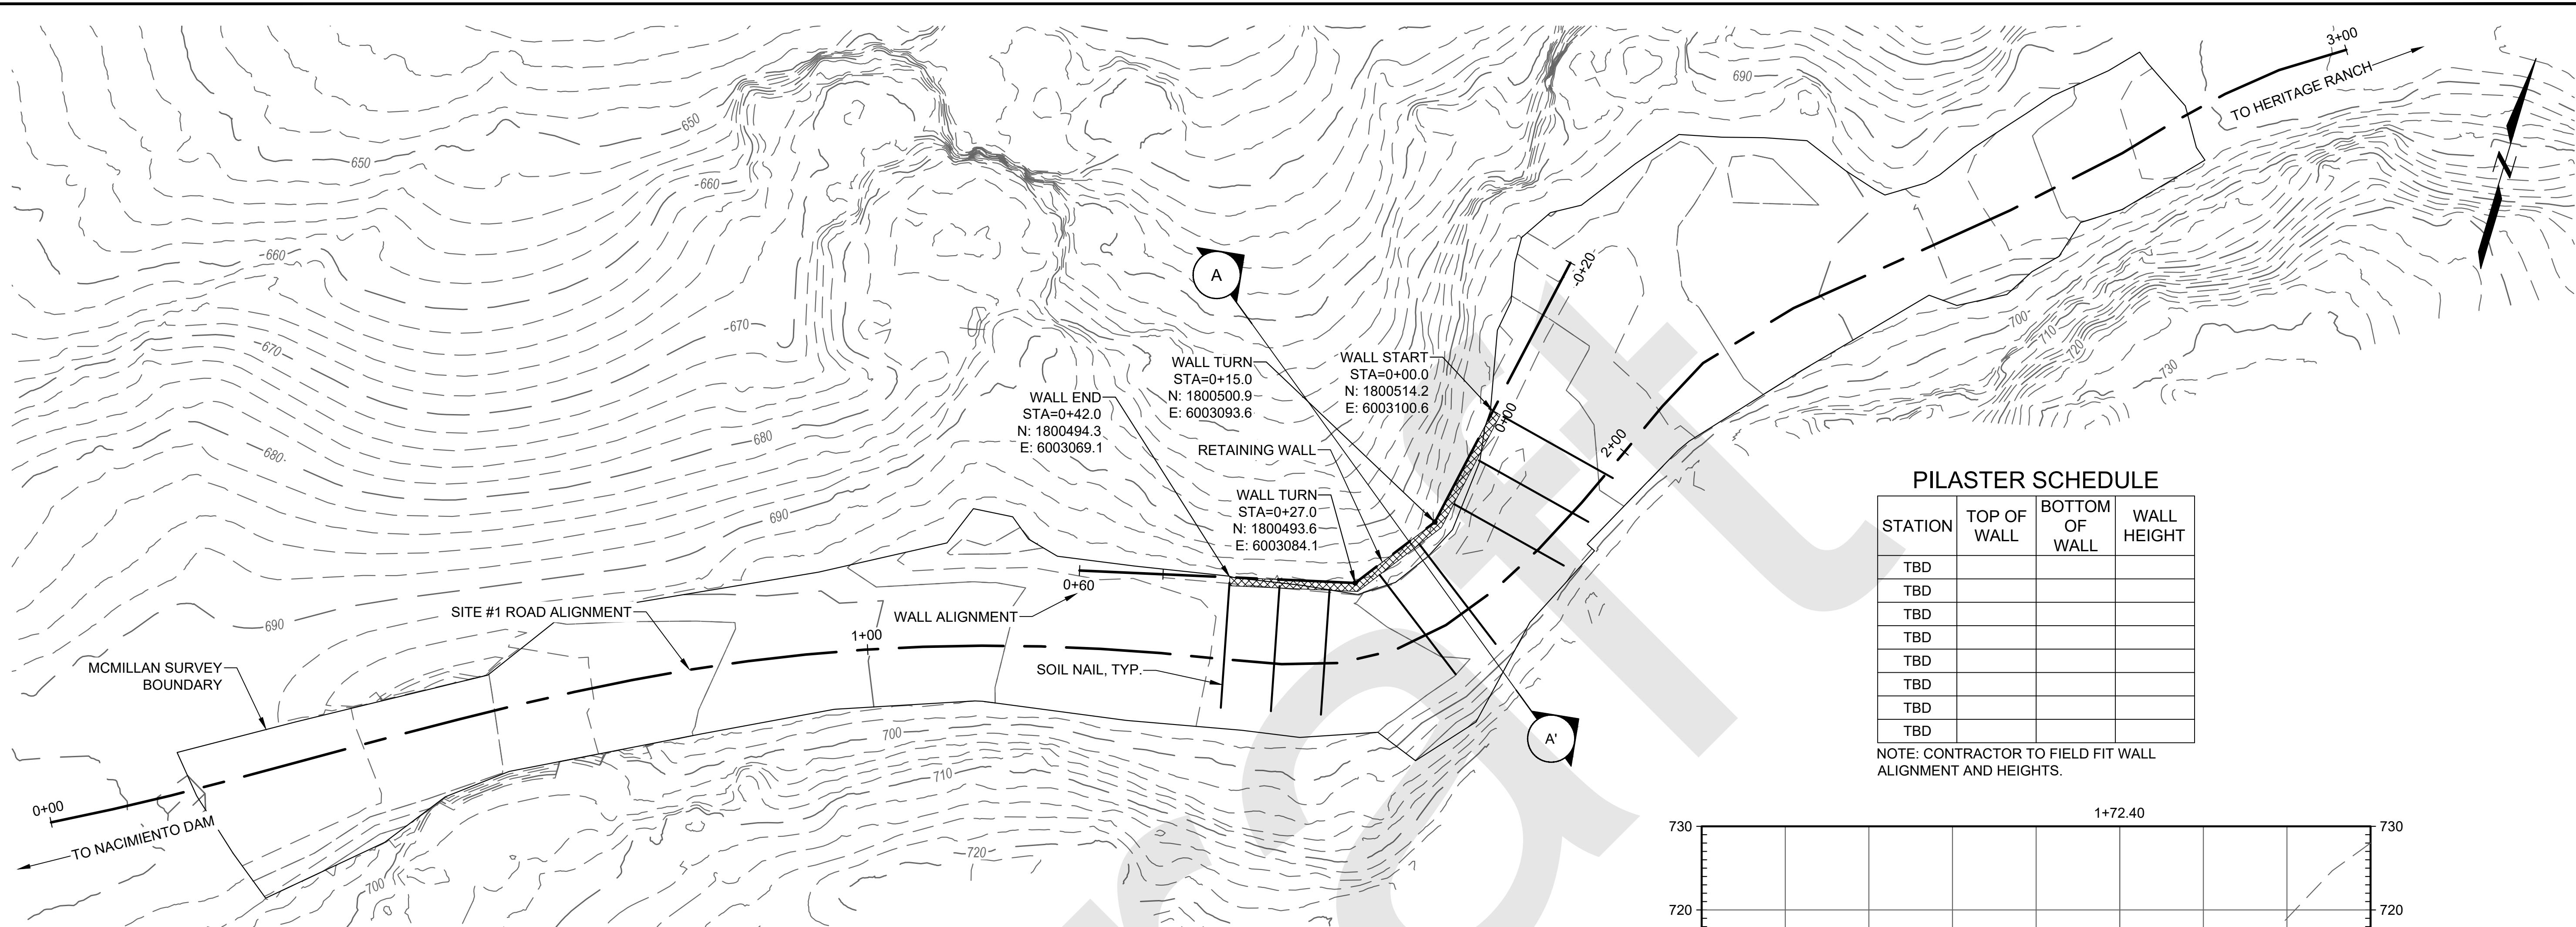 3+00
TO HERITAGE RANCH
N
690
650
650
660
660
670
670
680
680
690
690
700
710
720
730
700
710
720
700
A
-0+20
WALL START
STA=0+00.0
N: 1800514.2
E: 6003100.6
WALL TURN
STA=0+15.0
N: 1800500.9
E: 6003093.6
WALL END
STA=0+42.0
N: 1800494.3
E: 6003069.1
RETAINING WALL
WALL TURN
STA=0+27.0
N: 1800493.6
E: 6003084.1
0+00
2+00
0+60
WALL ALIGNMENT
SITE #1 ROAD ALIGNMENT
1+00
SOIL NAIL, TYP.
MCMILLAN SURVEY
BOUNDARY
0+00
TO NACIMIENTO DAM
A'
PILASTER SCHEDULE
STATION
TOP OF
WALL
BOTTOM
OF
WALL
WALL
HEIGHT
TBD
TBD
TBD
TBD
TBD
TBD
TBD
TBD
NOTE: CONTRACTOR TO FIELD FIT WALL
ALIGNMENT AND HEIGHTS.
1+72.40
730
730
720
720